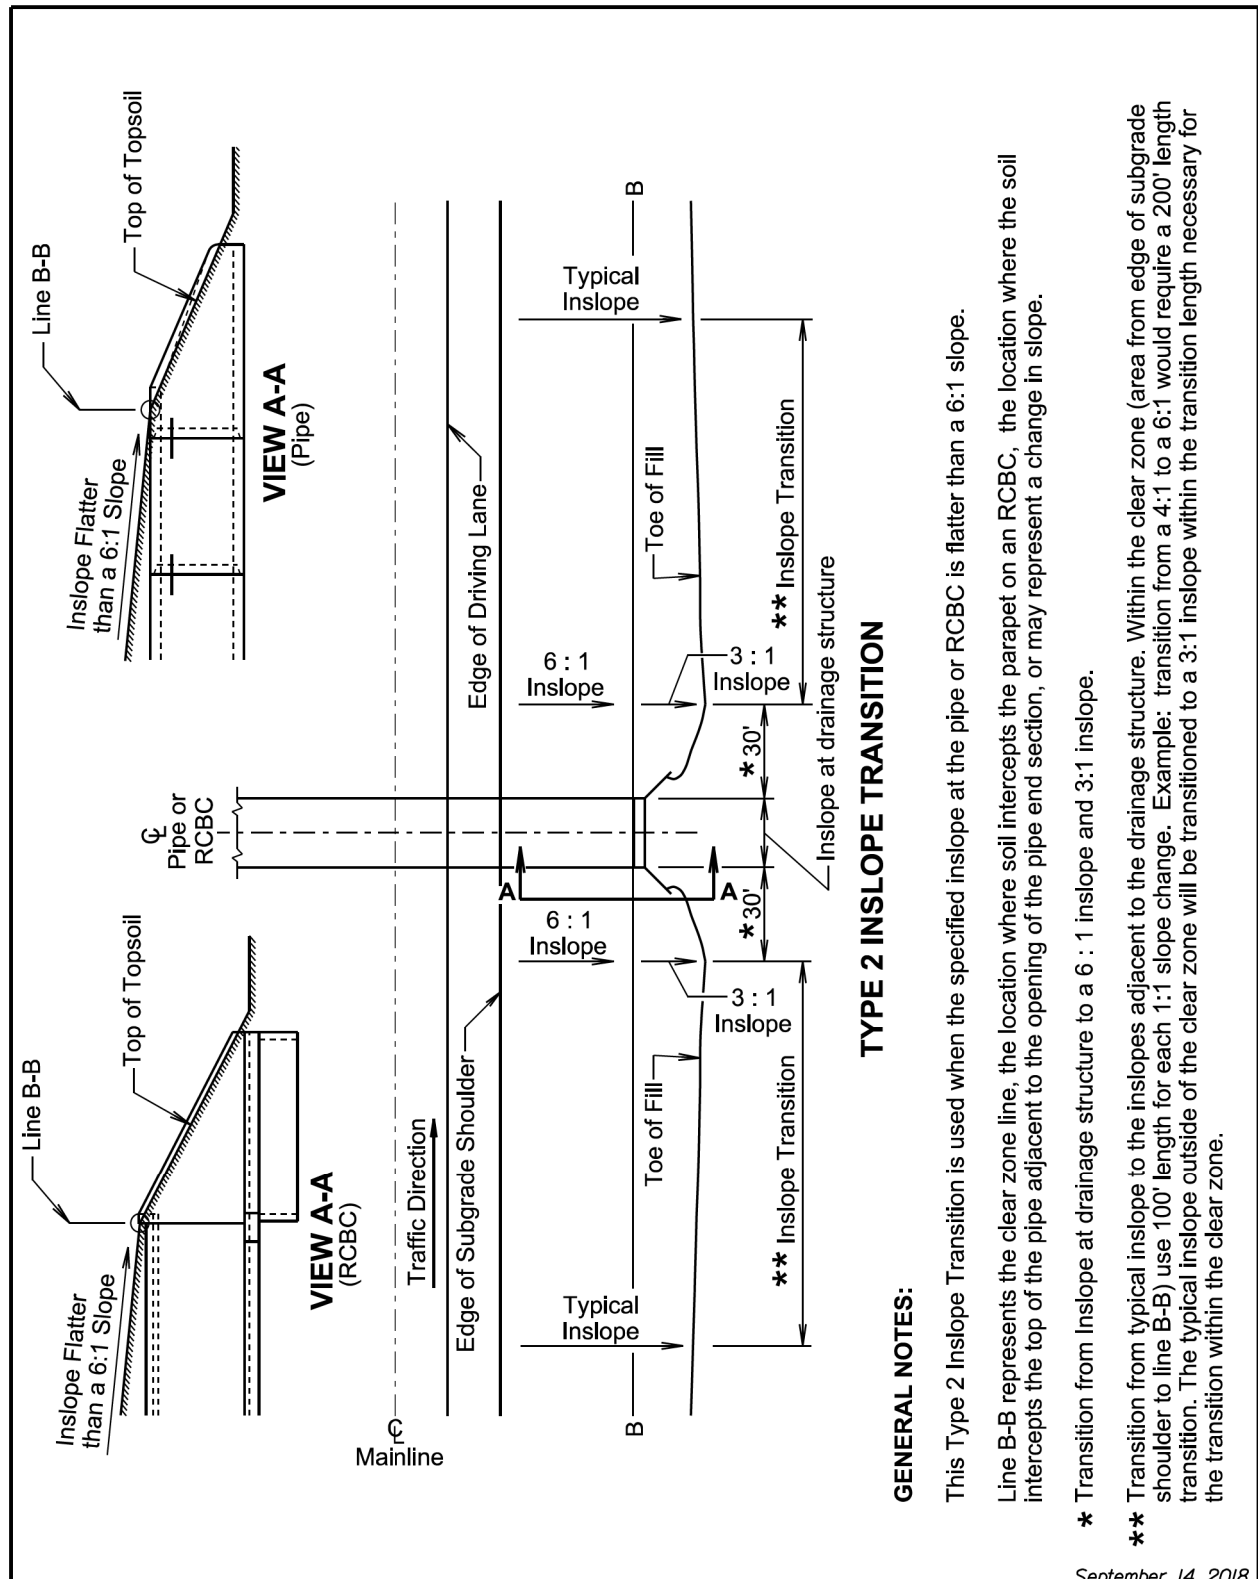 Inslope Flatter
than a 6:1 Slope
Line B-B
Top of Topsoil
VIEW A-A
(RCBC)
Inslope Flatter
than a 6:1 Slope
Line B-B
Top of Topsoil
VIEW A-A
(Pipe)
℄
Pipe or
RCBC
℄
Mainline
Traffic Direction
Edge of Subgrade Shoulder
Edge of Driving Lane
B
B
Typical
Inslope
6 : 1
Inslope
A
A
6 : 1
Inslope
Typical
Inslope
Toe of Fill
3 : 1
Inslope
3 : 1
Inslope
Toe of Fill
** Inslope Transition
* 30'
* 30'
** Inslope Transition
Inslope at drainage structure
TYPE 2 INSLOPE TRANSITION
GENERAL NOTES:
This Type 2 Inslope Transition is used when the specified inslope at the pipe or RCBC is flatter than a 6:1 slope.
Line B-B represents the clear zone line, the location where soil intercepts the parapet on an RCBC, the location where the soil
intercepts the top of the pipe adjacent to the opening of the pipe end section, or may represent a change in slope.
* Transition from Inslope at drainage structure to a 6 : 1 inslope and 3:1 inslope.
** Transition from typical inslope to the inslopes adjacent to the drainage structure. Within the clear zone (area from edge of subgrade
shoulder to line B-B) use 100' length for each 1:1 slope change. Example: transition from a 4:1 to a 6:1 would require a 200' length
transition. The typical inslope outside of the clear zone will be transitioned to a 3:1 inslope within the transition length necessary for
the transition within the clear zone.
September 14, 2018